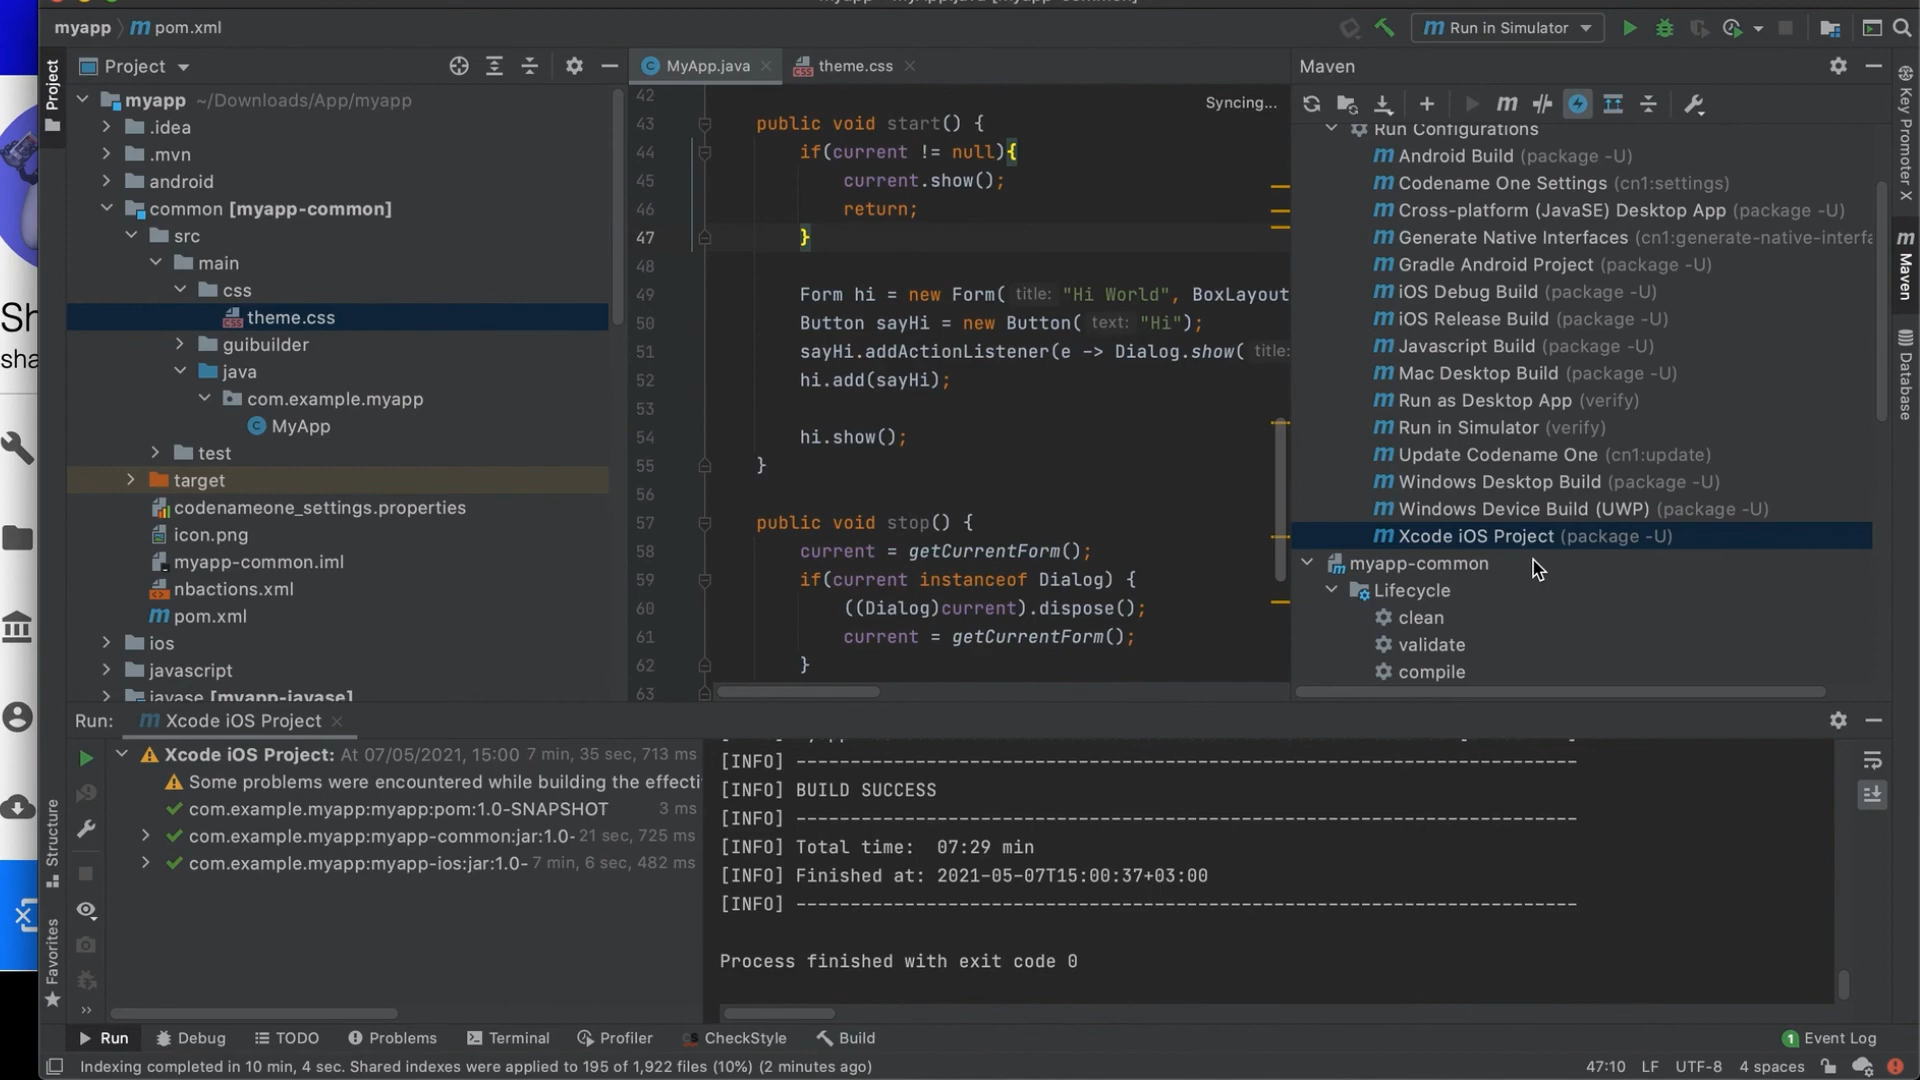 myapp pom.xml
Run in Simulator
Project
Project
MyApp.java
theme.css
Maven
myapp ~/Downloads/App/myapp
.idea
.mvn
android
common [myapp-common]
src
main
css
theme.css
guibuilder
java
com.example.myapp
MyApp
test
target
codenameone_settings.properties
icon.png
myapp-common.iml
nbactions.xml
pom.xml
ios
javascript
javase [myapp-javase]
Syncing...
42
43 public void start() {
44 if(current != null){
45 current.show();
46 return;
47 }
48
49 Form hi = new Form( title: "Hi World", BoxLayout
50 Button sayHi = new Button( text: "Hi");
51 sayHi.addActionListener(e -> Dialog.show( title:
52 hi.add(sayHi);
53
54 hi.show();
55 }
56
57 public void stop() {
58 current = getCurrentForm();
59 if(current instanceof Dialog) {
60 ((Dialog)current).dispose();
61 current = getCurrentForm();
62 }
63
Run Configurations
Android Build (package -U)
Codename One Settings (cn1:settings)
Cross-platform (JavaSE) Desktop App (package -U)
Generate Native Interfaces (cn1:generate-native-interfa
Gradle Android Project (package -U)
iOS Debug Build (package -U)
iOS Release Build (package -U)
Javascript Build (package -U)
Mac Desktop Build (package -U)
Run as Desktop App (verify)
Run in Simulator (verify)
Update Codename One (cn1:update)
Windows Desktop Build (package -U)
Windows Device Build (UWP) (package -U)
Xcode iOS Project (package -U)
myapp-common
Lifecycle
clean
validate
compile
Key Promoter X
Maven
Database
Sh
sha
Run: Xcode iOS Project
Xcode iOS Project: At 07/05/2021, 15:00 7 min, 35 sec, 713 ms
Some problems were encountered while building the effecti
com.example.myapp:myapp:pom:1.0-SNAPSHOT 3 ms
com.example.myapp:myapp-common:jar:1.0- 21 sec, 725 ms
com.example.myapp:myapp-ios:jar:1.0- 7 min, 6 sec, 482 ms
[INFO] ------------------------------------------------------------------------
[INFO] BUILD SUCCESS
[INFO] ------------------------------------------------------------------------
[INFO] Total time:  07:29 min
[INFO] Finished at: 2021-05-07T15:00:37+03:00
[INFO] ------------------------------------------------------------------------
Process finished with exit code 0
Structure
Favorites
Run
Debug
TODO
Problems
Terminal
Profiler
CheckStyle
Build
1 Event Log
Indexing completed in 10 min, 4 sec. Shared indexes were applied to 195 of 1,922 files (10%) (2 minutes ago)
47:10 LF UTF-8 4 spaces